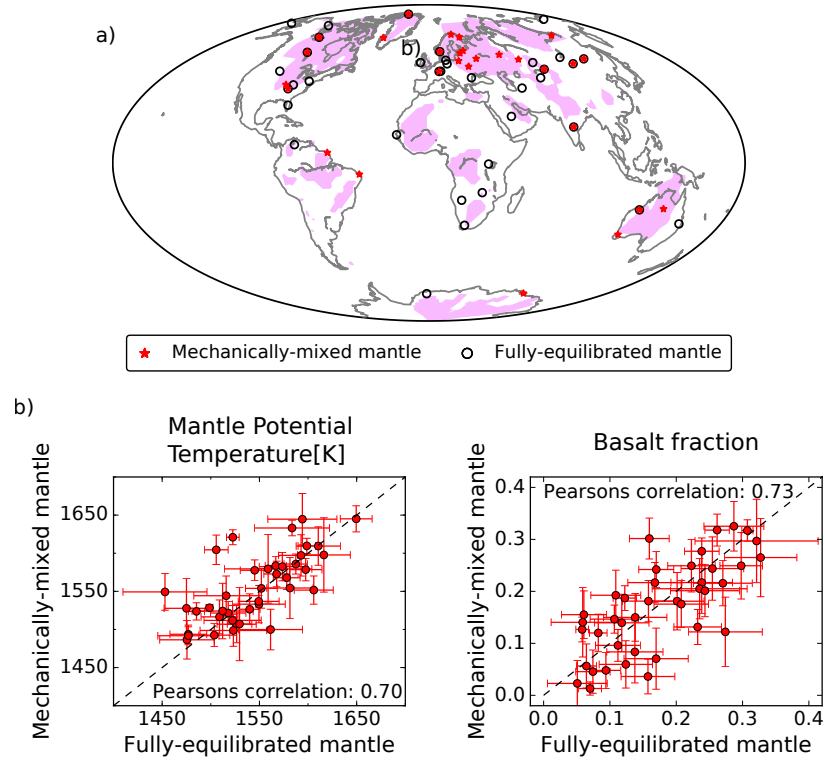 a)
b)
Mechanically-mixed mantle
Fully-equilibrated mantle
b)
Mantle Potential
Temperature[K]
Mechanically-mixed mantle
1650
1550
1450
Pearsons correlation: 0.70
1450
1550
1650
Fully-equilibrated mantle
Basalt fraction
Mechanically-mixed mantle
0.4
0.3
0.2
0.1
0.0
Pearsons correlation: 0.73
0.0
0.1
0.2
0.3
0.4
Fully-equilibrated mantle